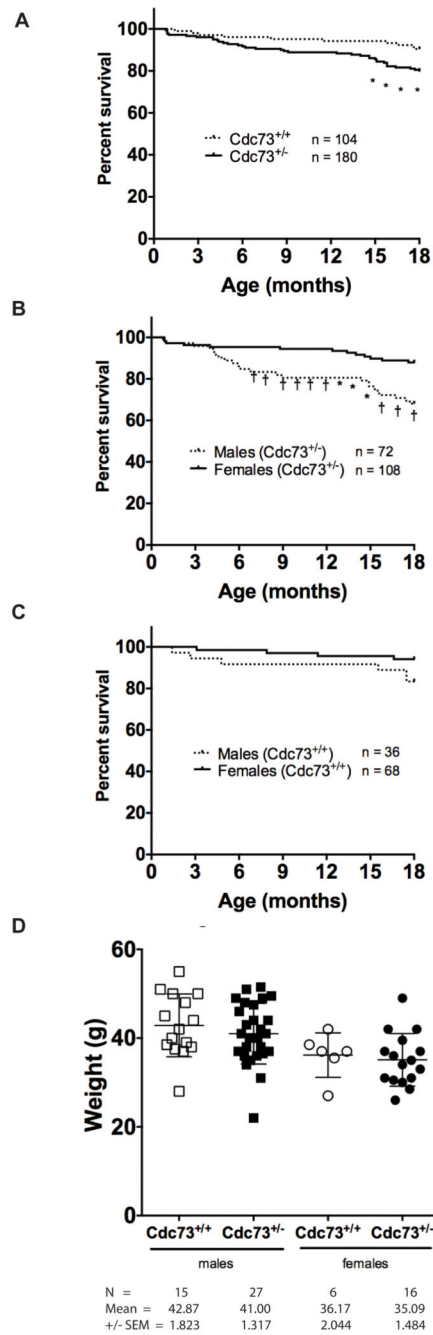 A
Percent survival
100
80
60
40
20
0
Cdc73+/+ n = 104
Cdc73+/- n = 180
* * * *
0 3 6 9 12 15 18
Age (months)
B
Percent survival
100
80
60
40
20
0
†† †††† * * * † † †
Males (Cdc73+/-) n = 72
Females (Cdc73+/-) n = 108
0 3 6 9 12 15 18
Age (months)
C
Percent survival
100
80
60
40
20
0
Males (Cdc73+/+) n = 36
Females (Cdc73+/+) n = 68
0 3 6 9 12 15 18
Age (months)
D
Weight (g)
60
40
20
0
Cdc73+/+ Cdc73+/- Cdc73+/+ Cdc73+/-
males females
N = 15 27 6 16
Mean = 42.87 41.00 36.17 35.09
+/- SEM = 1.823 1.317 2.044 1.484